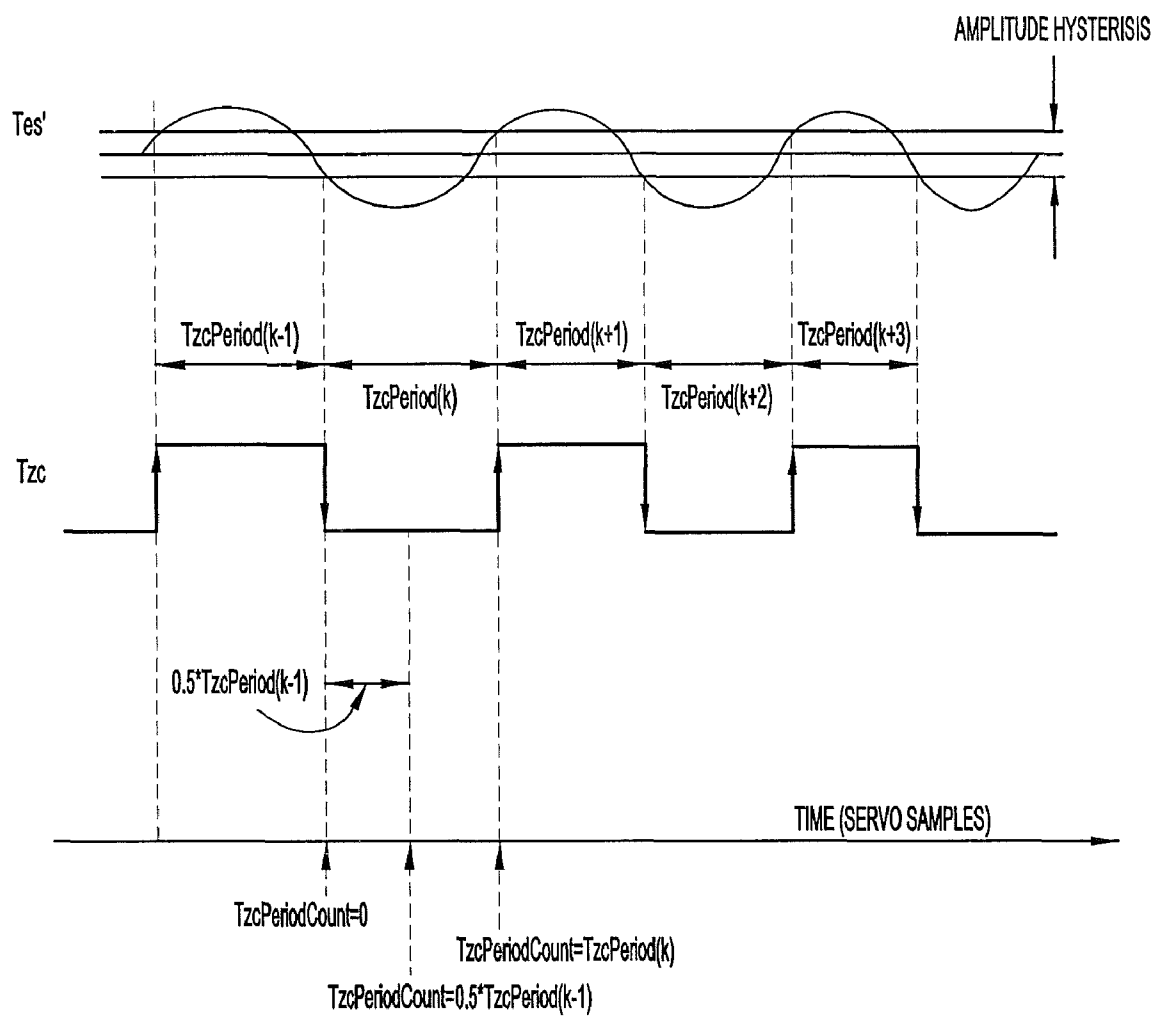 AMPLITUDE HYSTERISIS
Tes'
TzcPeriod(k-1)
TzcPeriod(k+1)
TzcPeriod(k+3)
TzcPeriod(k)
TzcPeriod(k+2)
Tzc
0.5*TzcPeriod(k-1)
TIME (SERVO SAMPLES)
TzcPeriodCount=0
TzcPeriodCount=TzcPeriod(k)
TzcPeriodCount=0.5*TzcPeriod(k-1)